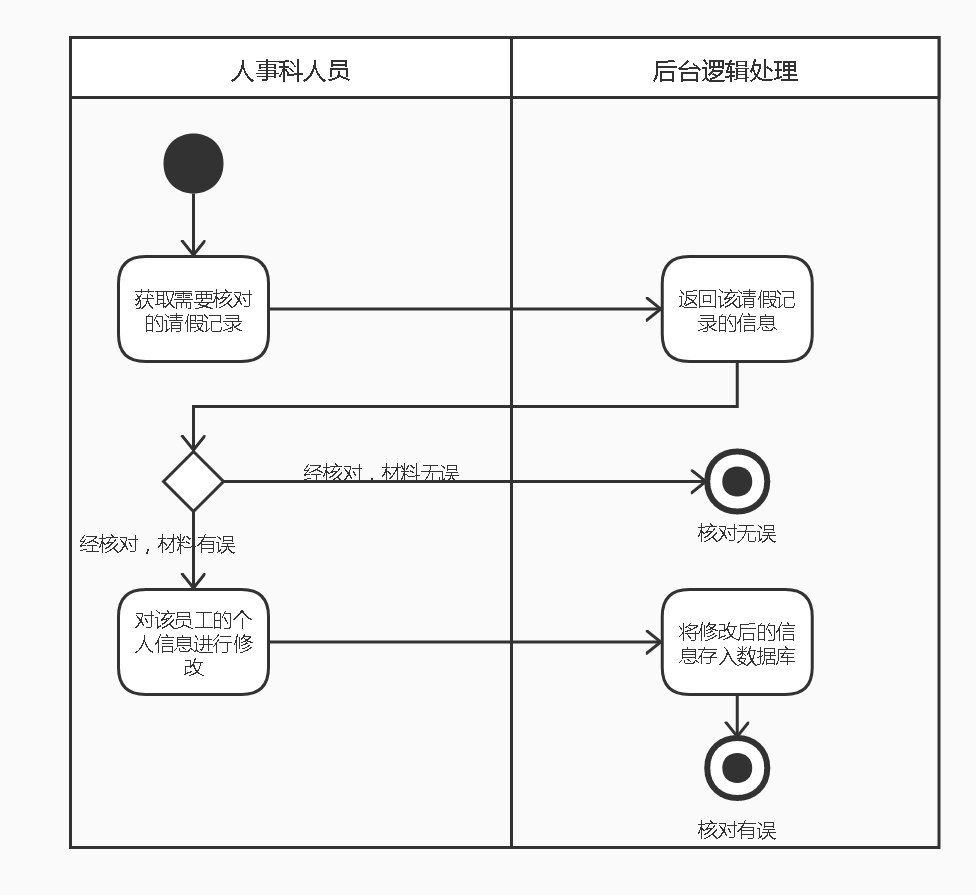 人事科人员
后台逻辑处理
获取需要核对
的请假记录
返回该请假记
录的信息
经核对，材料无误
核对无误
经核对，材料有误
对该员工的个
人信息进行修
改
将修改后的信
息存入数据库
核对有误